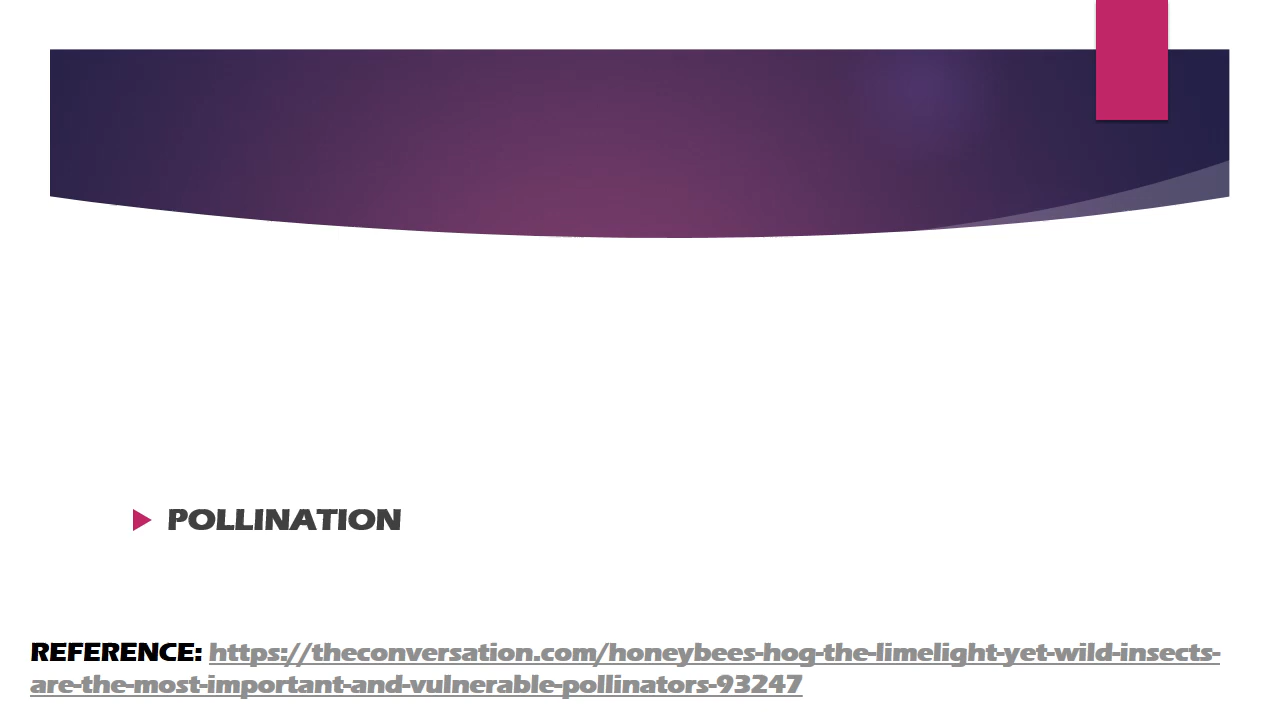 POLLINATION
REFERENCE: https://theconversation.com/honeybees-hog-the-limelight-yet-wild-insects-
are-the-most-important-and-vulnerable-pollinators-93247